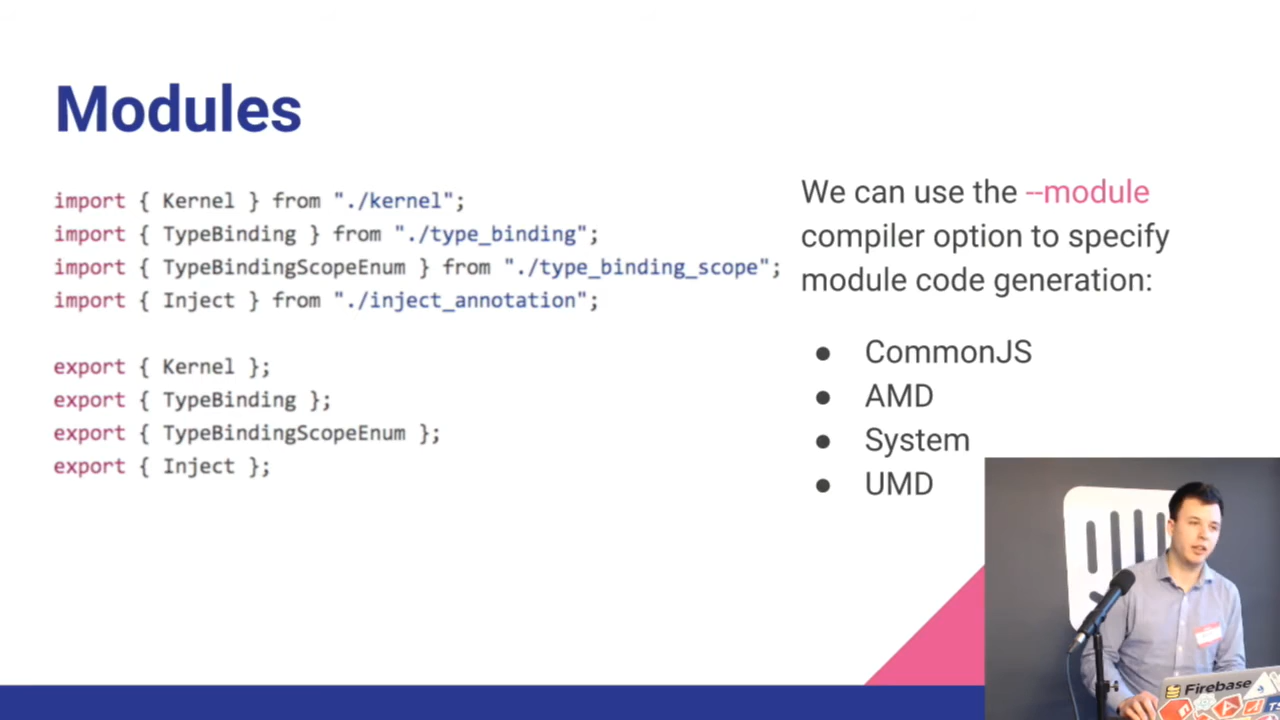 Modules
import { Kernel } from "./kernel";
import { TypeBinding } from "./type_binding";
import { TypeBindingScopeEnum } from "./type_binding_scope";
import { Inject } from "./inject_annotation";
export { Kernel };
export { TypeBinding };
export { TypeBindingScopeEnum };
export { Inject };
We can use the --module
compiler option to specify
module code generation:
● CommonJS
● AMD
● System
● UMD
Firebase
TS